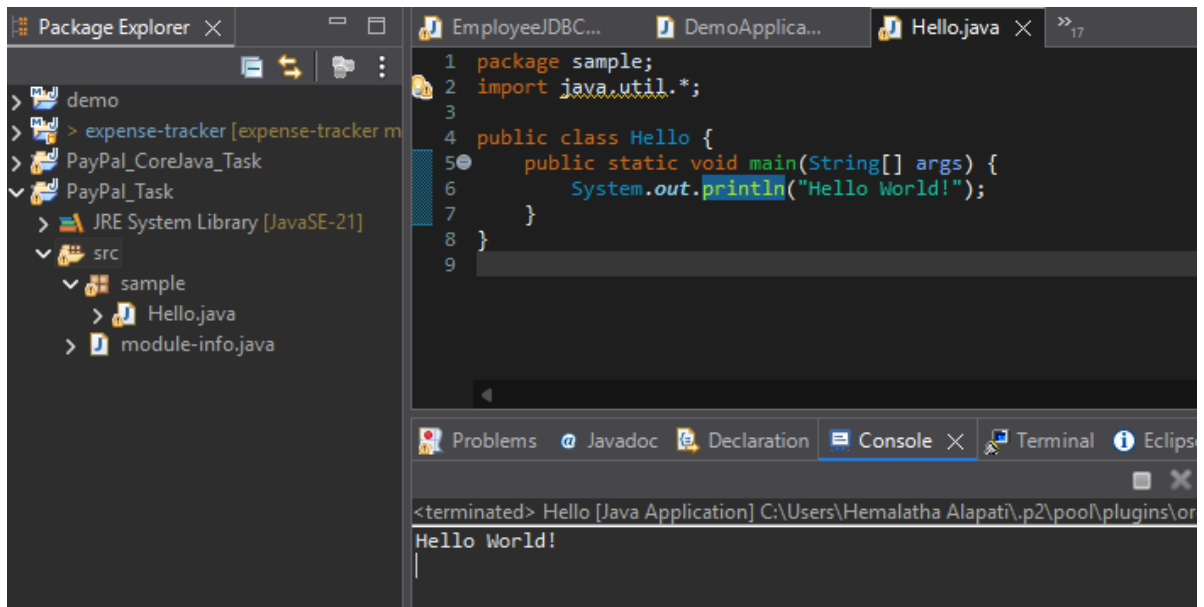 Package Explorer
demo
> expense-tracker [expense-tracker m
PayPal_CoreJava_Task
PayPal_Task
JRE System Library [JavaSE-21]
src
sample
Hello.java
module-info.java
EmployeeJDBC... DemoApplica... Hello.java »17
1 package sample;
2 import java.util.*;
3
4 public class Hello {
5 public static void main(String[] args) {
6 System.out.println("Hello World!");
7 }
8 }
9
Problems @ Javadoc Declaration Console Terminal Eclips
<terminated> Hello [Java Application] C:\Users\Hemalatha Alapati\.p2\pool\plugins\or
Hello World!